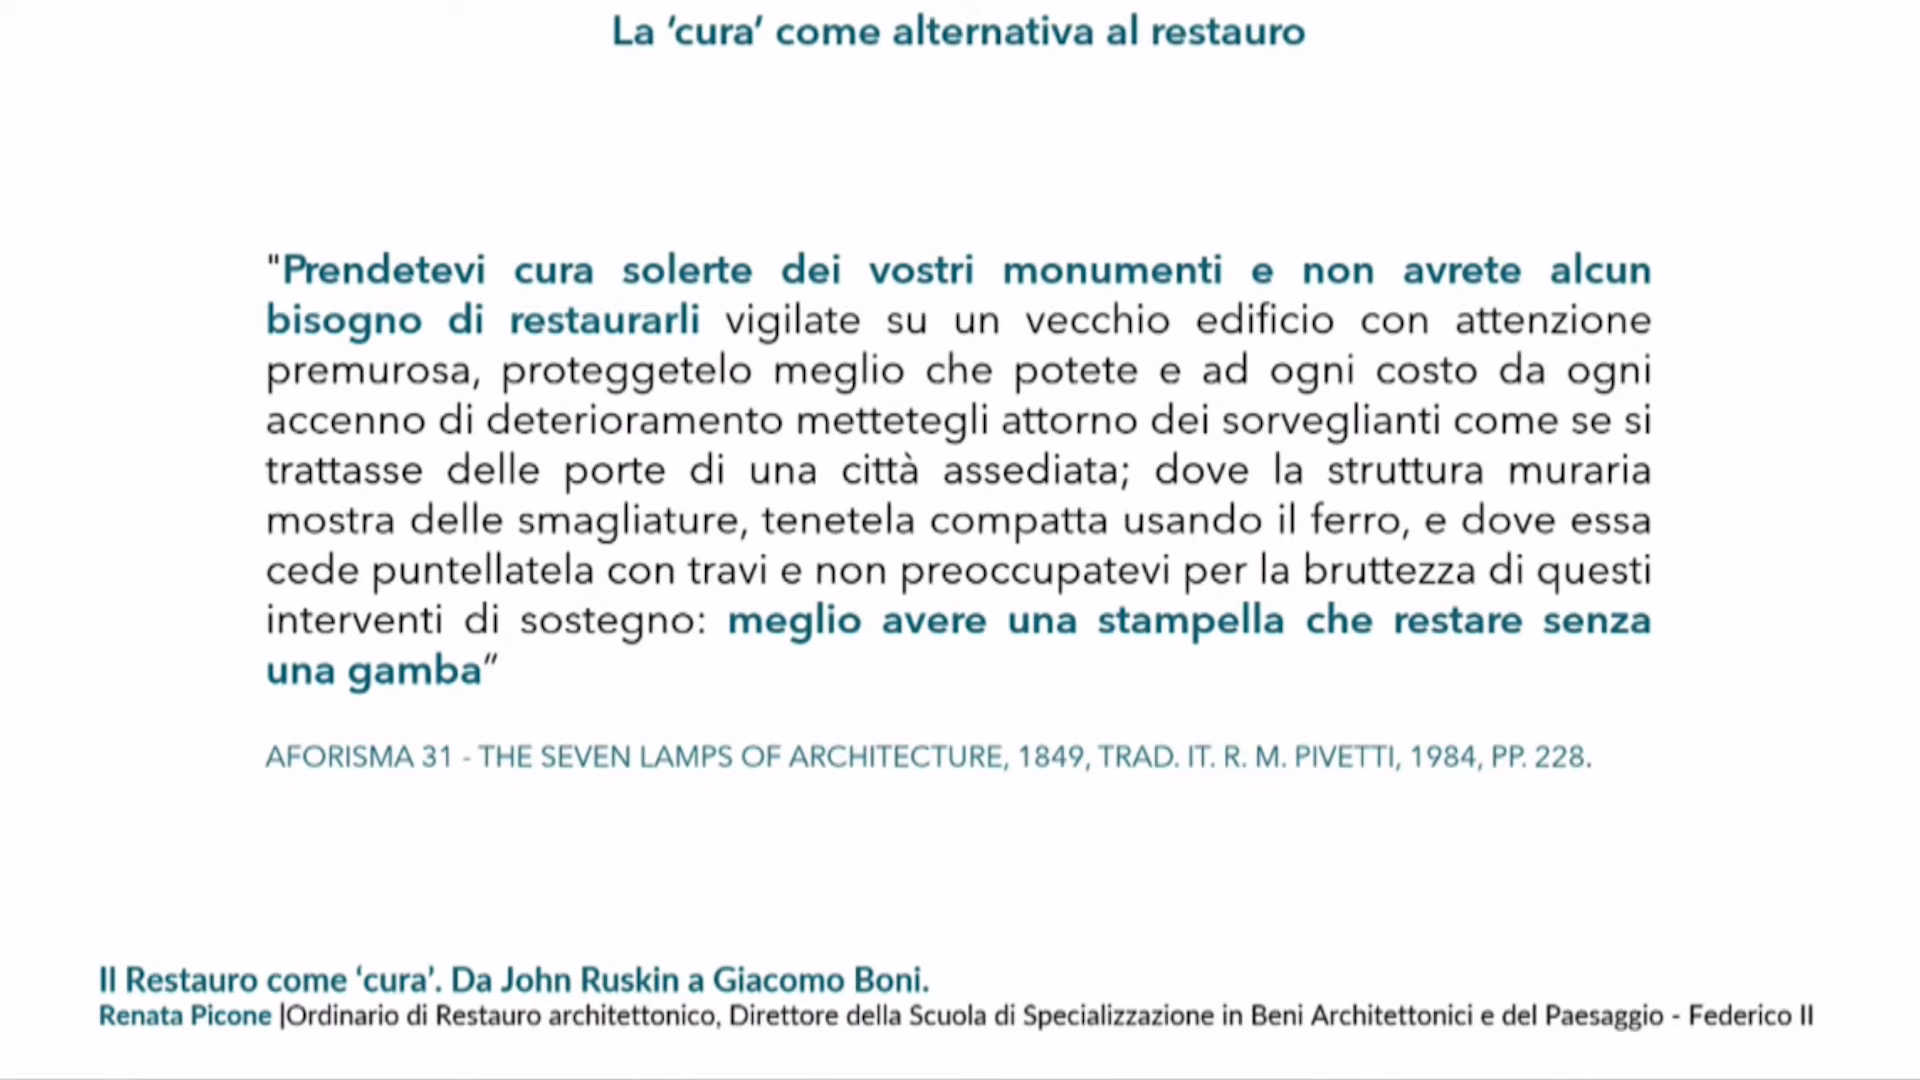 La ‘cura’ come alternativa al restauro
"Prendetevi cura solerte dei vostri monumenti e non avrete alcun
bisogno di restaurarli vigilate su un vecchio edificio con attenzione
premurosa, proteggetelo meglio che potete e ad ogni costo da ogni
accenno di deterioramento mettetegli attorno dei sorveglianti come se si
trattasse delle porte di una città assediata; dove la struttura muraria
mostra delle smagliature, tenetela compatta usando il ferro, e dove essa
cede puntellatela con travi e non preoccupatevi per la bruttezza di questi
interventi di sostegno: meglio avere una stampella che restare senza
una gamba”
AFORISMA 31 - THE SEVEN LAMPS OF ARCHITECTURE, 1849, TRAD. IT. R. M. PIVETTI, 1984, PP. 228.
Il Restauro come ‘cura’. Da John Ruskin a Giacomo Boni.
Renata Picone |Ordinario di Restauro architettonico, Direttore della Scuola di Specializzazione in Beni Architettonici e del Paesaggio - Federico II